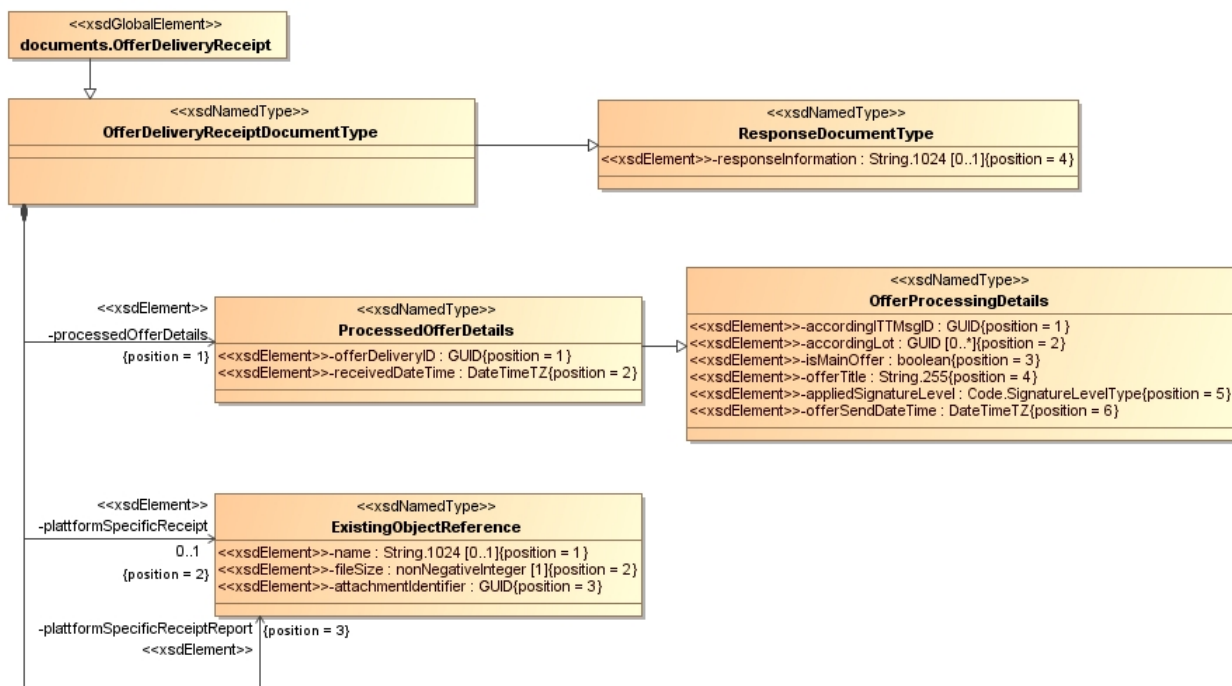 <<xsdGlobalElement>>
documents.OfferDeliveryReceipt
<<xsdNamedType>>
OfferDeliveryReceiptDocumentType
<<xsdNamedType>>
ResponseDocumentType
<<xsdElement>>-responseInformation : String.1024 [0..1]{position = 4}
<<xsdElement>>
-processedOfferDetails
{position = 1}
<<xsdNamedType>>
ProcessedOfferDetails
<<xsdElement>>-offerDeliveryID : GUID{position = 1}
<<xsdElement>>-receivedDateTime : DateTimeTZ{position = 2}
<<xsdNamedType>>
OfferProcessingDetails
<<xsdElement>>-accordingITTMsgID : GUID{position = 1}
<<xsdElement>>-accordingLot : GUID [0..*]{position = 2}
<<xsdElement>>-isMainOffer : boolean{position = 3}
<<xsdElement>>-offerTitle : String.255{position = 4}
<<xsdElement>>-appliedSignatureLevel : Code.SignatureLevelType{position = 5}
<<xsdElement>>-offerSendDateTime : DateTimeTZ{position = 6}
<<xsdElement>>
-plattformSpecificReceipt
0..1
{position = 2}
<<xsdNamedType>>
ExistingObjectReference
<<xsdElement>>-name : String.1024 [0..1]{position = 1}
<<xsdElement>>-fileSize : nonNegativeInteger [1]{position = 2}
<<xsdElement>>-attachmentIdentifier : GUID{position = 3}
-plattformSpecificReceiptReport {position = 3}
<<xsdElement>>